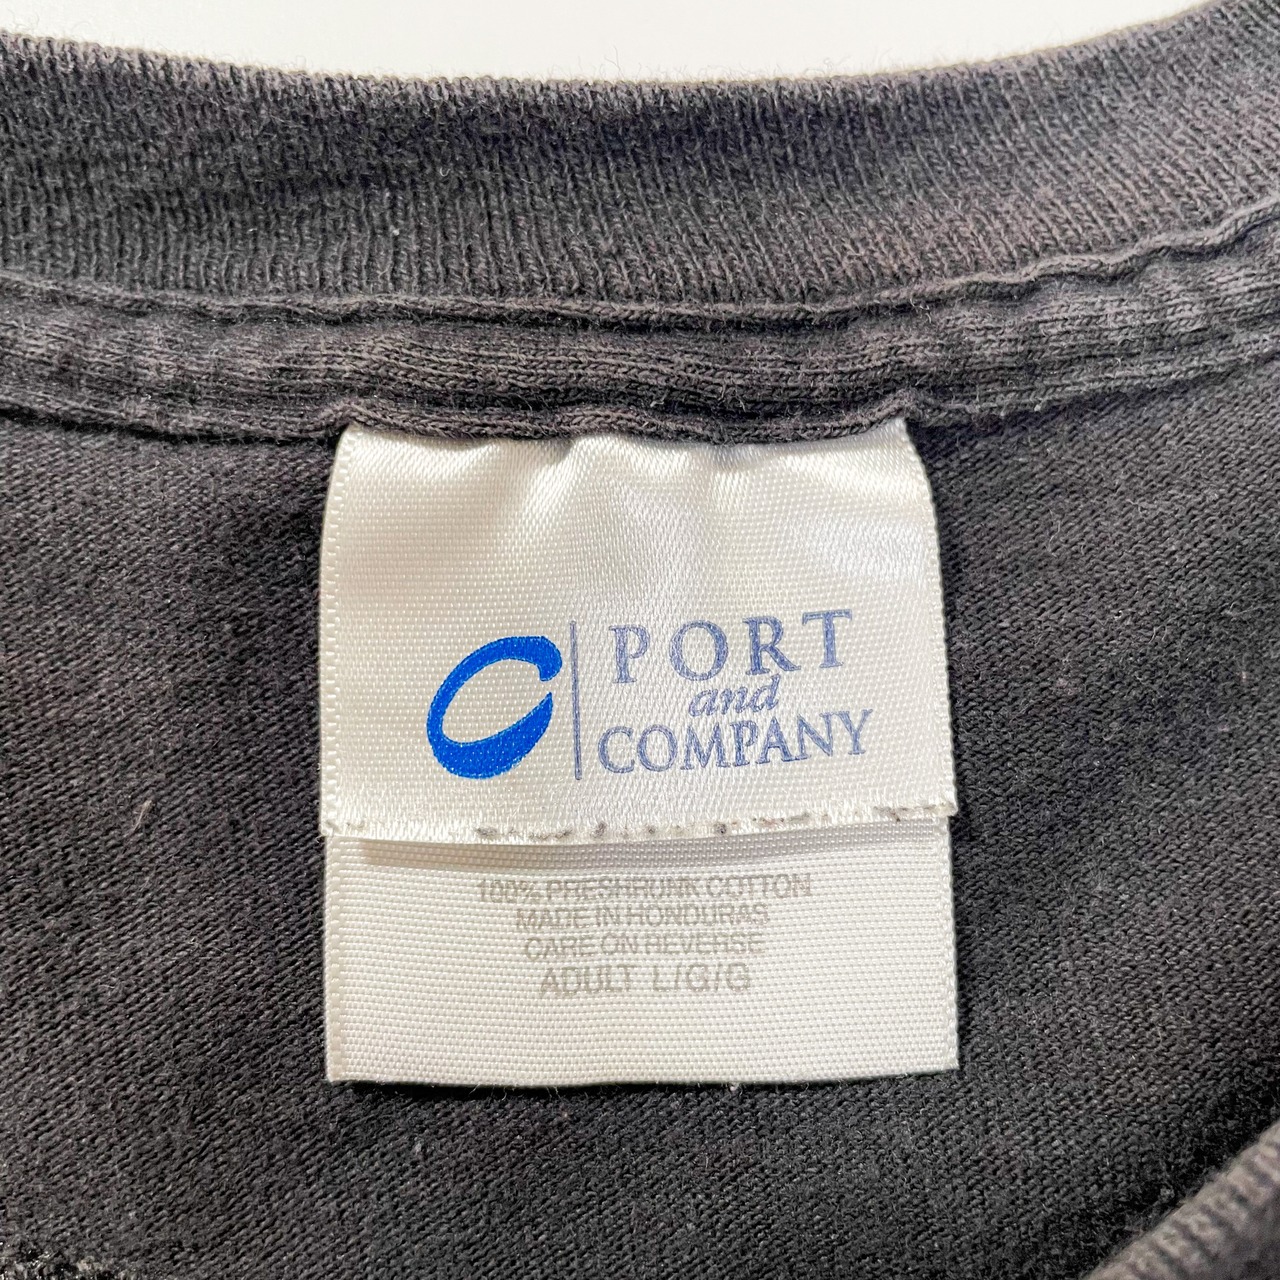 PORT
and
COMPANY
100% PRESHRUNK COTTON
MADE IN HONDURAS
CARE ON REVERSE
ADULT L/G/G